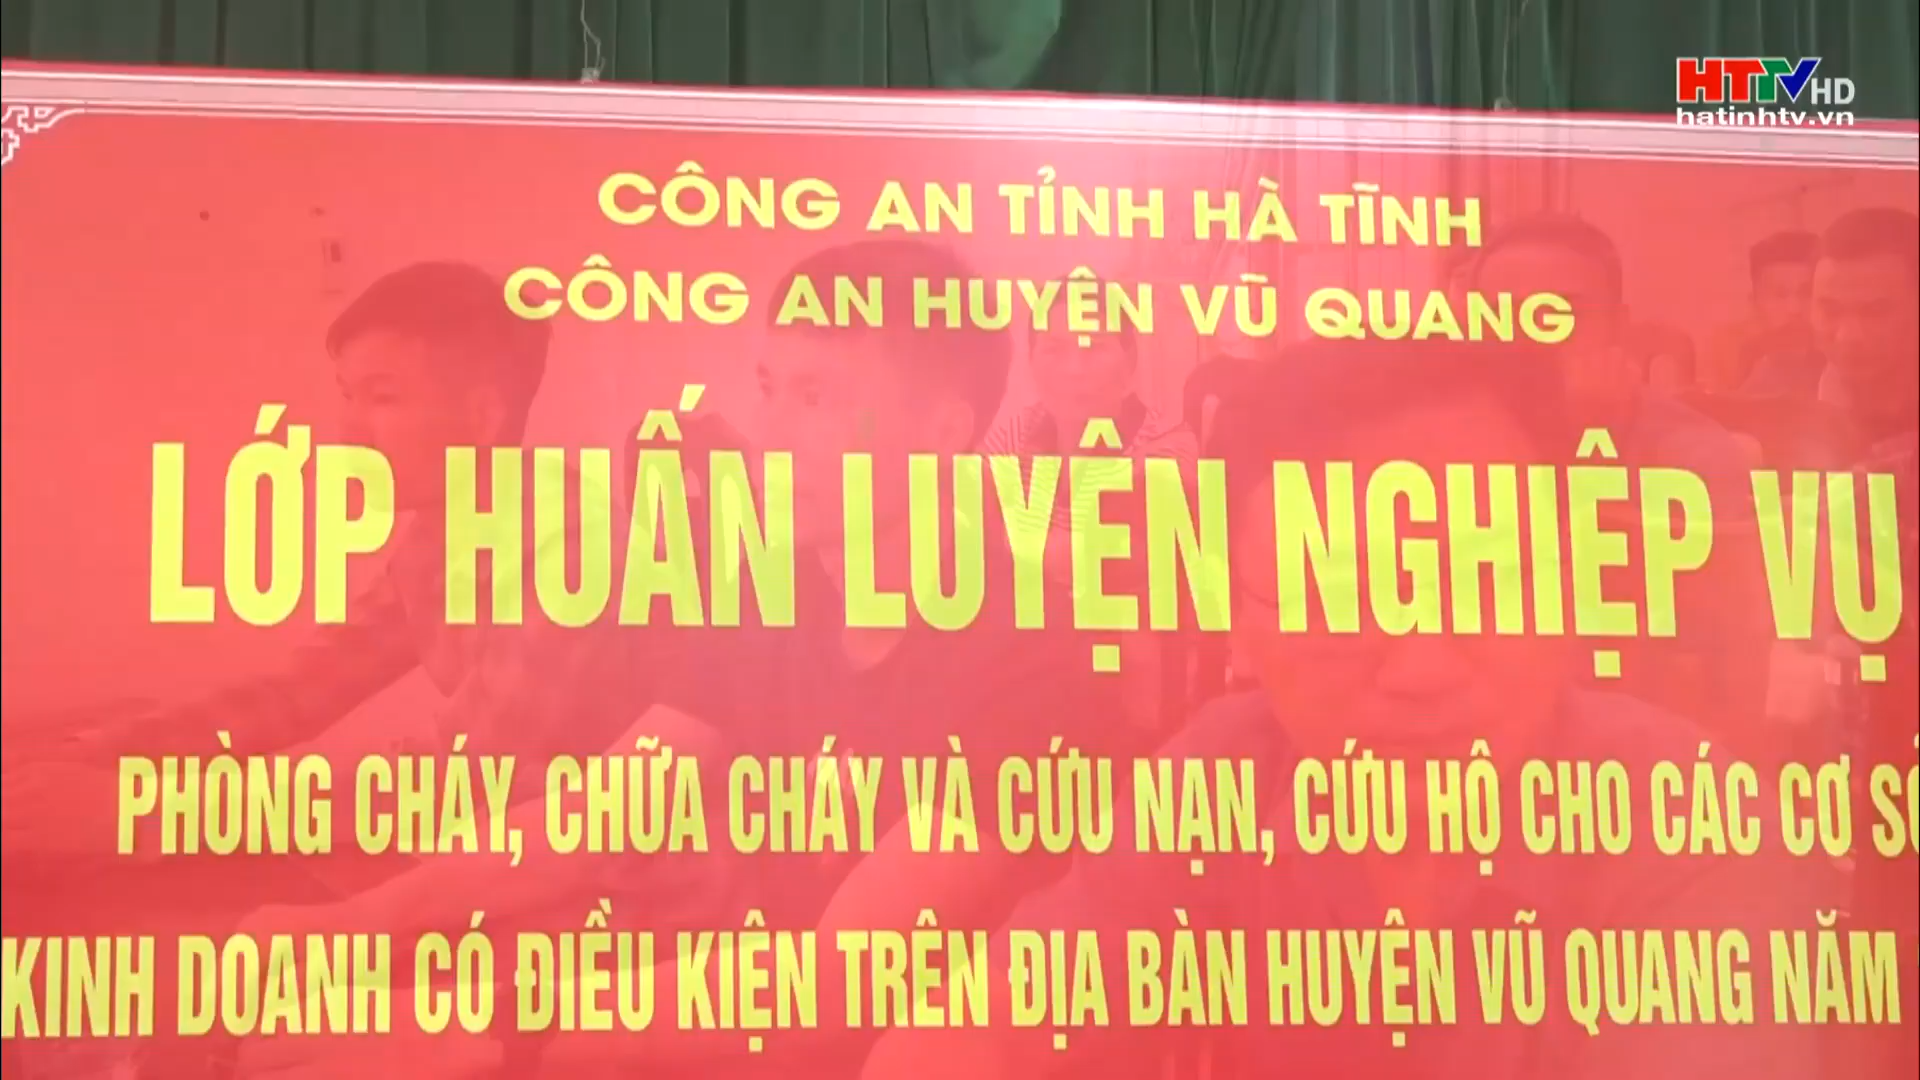 HTTV HD
hatinhtv.vn
CÔNG AN TỈNH HÀ TĨNH
CÔNG AN HUYỆN VŨ QUANG
LỚP HUẤN LUYỆN NGHIỆP VỤ
PHÒNG CHÁY, CHỮA CHÁY VÀ CỨU NẠN, CỨU HỘ CHO CÁC CƠ SỞ
KINH DOANH CÓ ĐIỀU KIỆN TRÊN ĐỊA BÀN HUYỆN VŨ QUANG NĂM